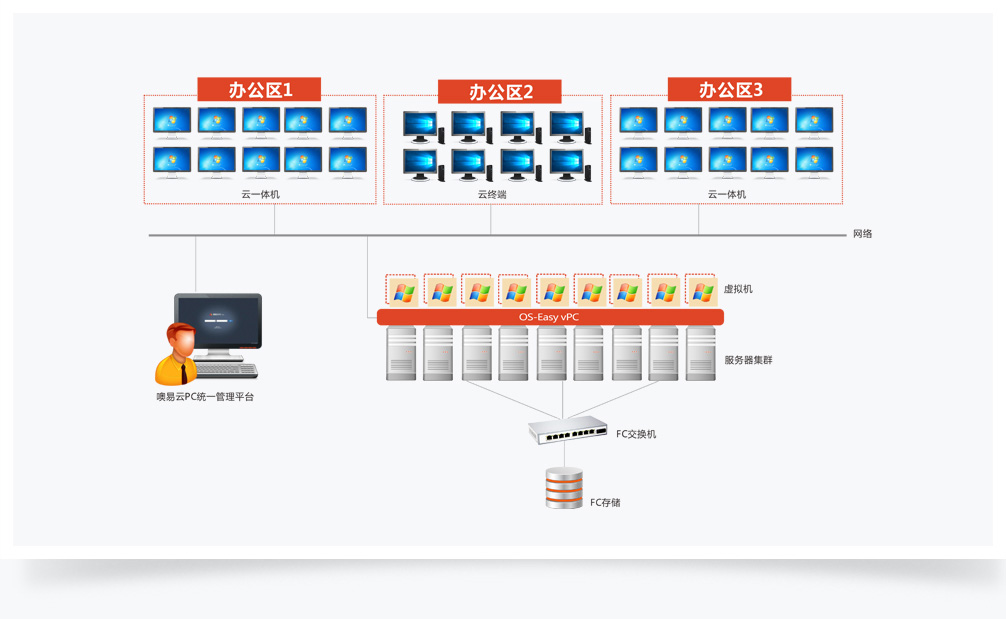 办公区1
办公区2
办公区3
云一体机
云终端
云一体机
网络
虚拟机
OS-Easy vPC
服务器集群
噢易云PC统一管理平台
FC交换机
FC存储